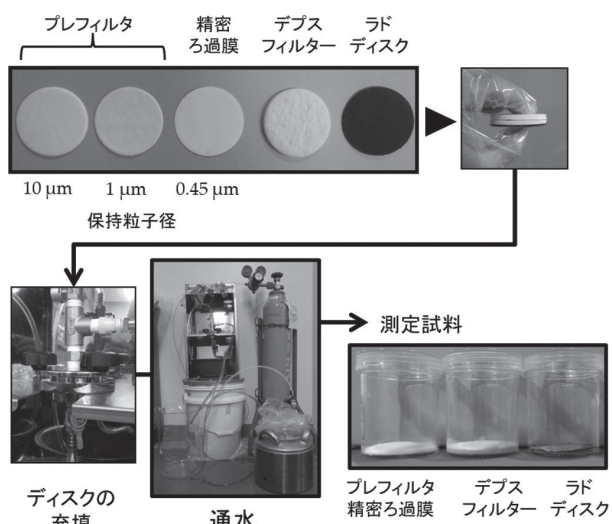 プレフィルタ
精密
ろ過膜
デプス
フィルター
ラド
ディスク
10 μm
1 μm
0.45 μm
保持粒子径
測定試料
ディスクの
充填
通水
プレフィルタ
精密ろ過膜
デプス
フィルター
ラド
ディスク